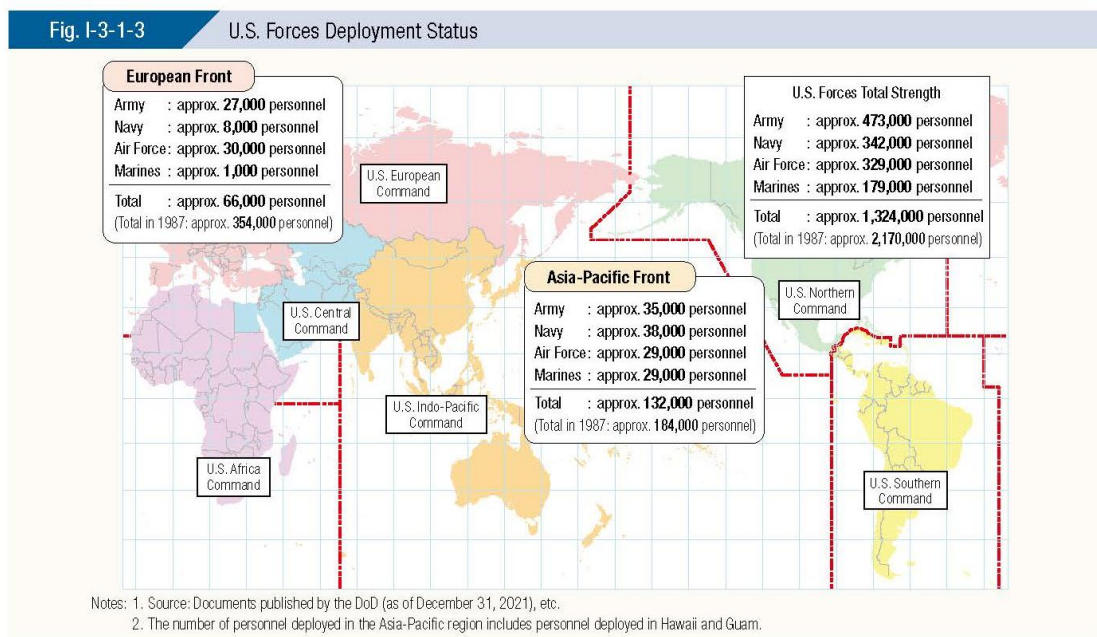 Fig. I-3-1-3
U.S. Forces Deployment Status
European Front
Army : approx. 27,000 personnel
Navy : approx. 8,000 personnel
Air Force : approx. 30,000 personnel
Marines : approx. 1,000 personnel
Total : approx. 66,000 personnel
(Total in 1987: approx. 354,000 personnel)
U.S. Forces Total Strength
Army : approx. 473,000 personnel
Navy : approx. 342,000 personnel
Air Force : approx. 329,000 personnel
Marines : approx. 179,000 personnel
Total : approx. 1,324,000 personnel
(Total in 1987: approx. 2,170,000 personnel)
U.S. European
Command
Asia-Pacific Front
Army : approx. 35,000 personnel
Navy : approx. 38,000 personnel
Air Force : approx. 29,000 personnel
Marines : approx. 29,000 personnel
Total : approx. 132,000 personnel
(Total in 1987: approx. 184,000 personnel)
U.S. Northern
Command
U.S. Central
Command
U.S. Indo-Pacific
Command
U.S. Africa
Command
U.S. Southern
Command
Notes: 1. Source: Documents published by the DoD (as of December 31, 2021), etc.
2. The number of personnel deployed in the Asia-Pacific region includes personnel deployed in Hawaii and Guam.